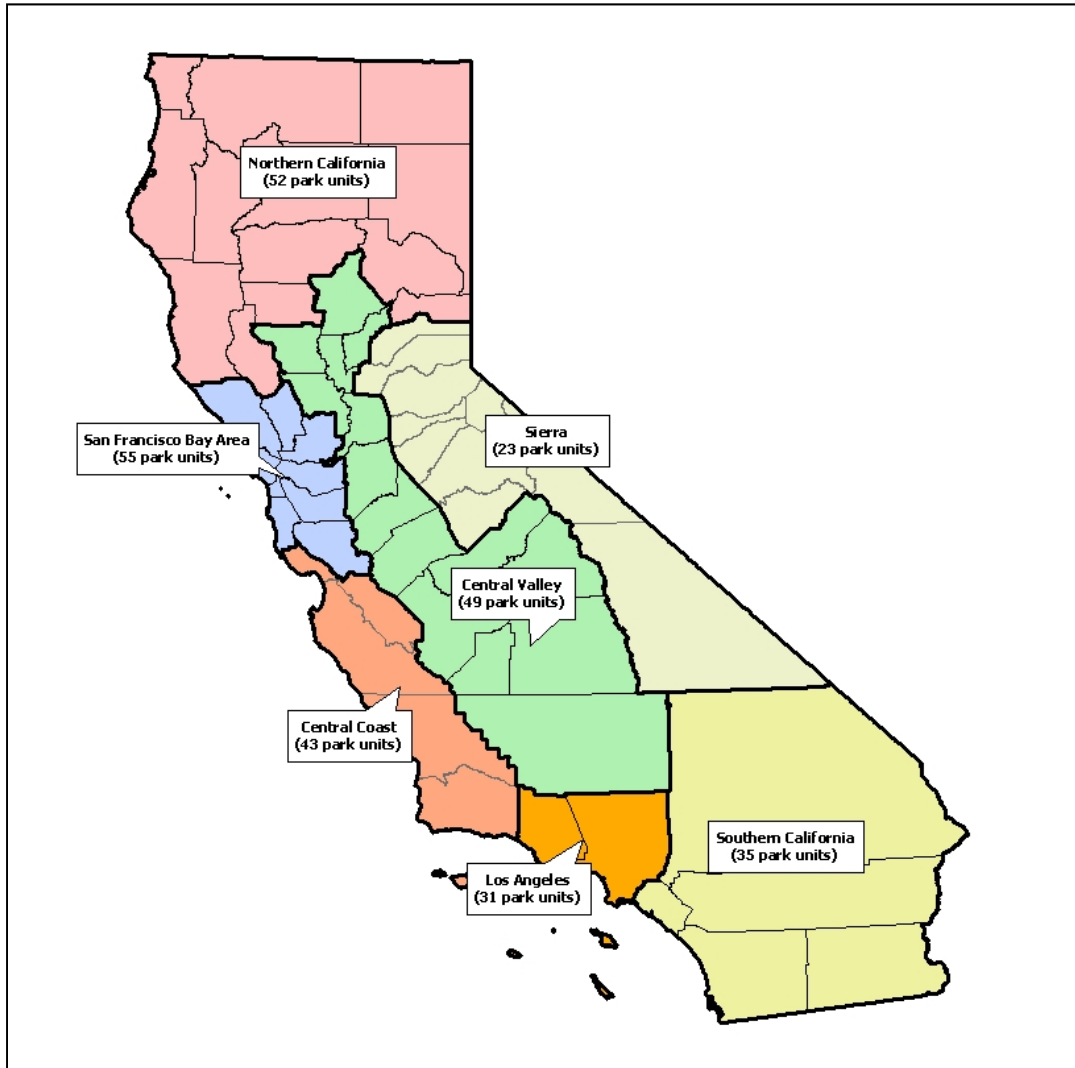 Northern California
(52 park units)
Sierra
(23 park units)
San Francisco Bay Area
(55 park units)
Central Valley
(49 park units)
Central Coast
(43 park units)
Southern California
(35 park units)
Los Angeles
(31 park units)